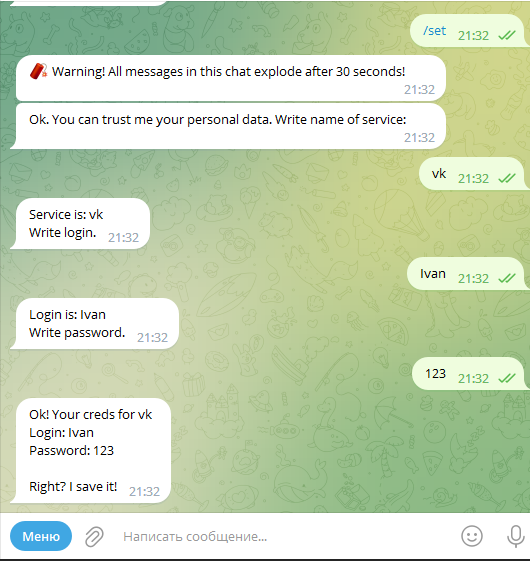 /set 21:32
🧨 Warning! All messages in this chat explode after 30 seconds!
21:32
Ok. You can trust me your personal data. Write name of service:
21:32
vk 21:32
Service is: vk
Write login. 21:32
Ivan 21:32
Login is: Ivan
Write password. 21:32
123 21:32
Ok! Your creds for vk
Login: Ivan
Password: 123
Right? I save it! 21:32
Меню Написать сообщение...